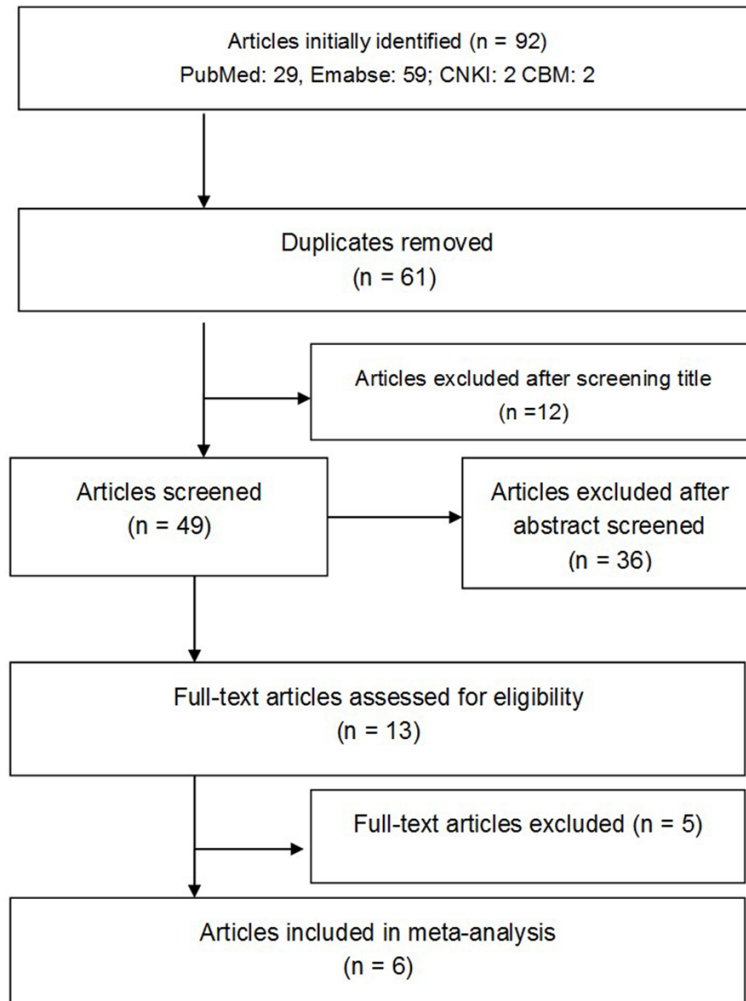 Articles initially identified (n = 92)
PubMed: 29, Emabse: 59; CNKI: 2 CBM: 2
Duplicates removed
(n = 61)
Articles excluded after screening title
(n =12)
Articles screened
(n = 49)
Articles excluded after
abstract screened
(n = 36)
Full-text articles assessed for eligibility
(n = 13)
Full-text articles excluded (n = 5)
Articles included in meta-analysis
(n = 6)